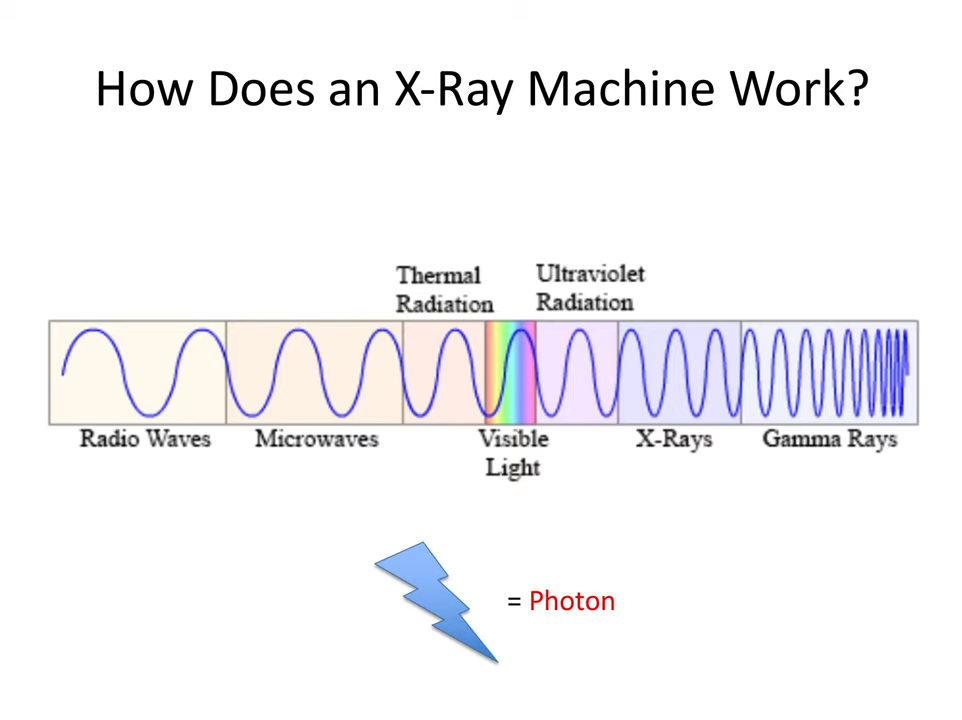 How Does an X-Ray Machine Work?
Thermal
Radiation
Ultraviolet
Radiation
Radio Waves
Microwaves
Visible
Light
X-Rays
Gamma Rays
= Photon